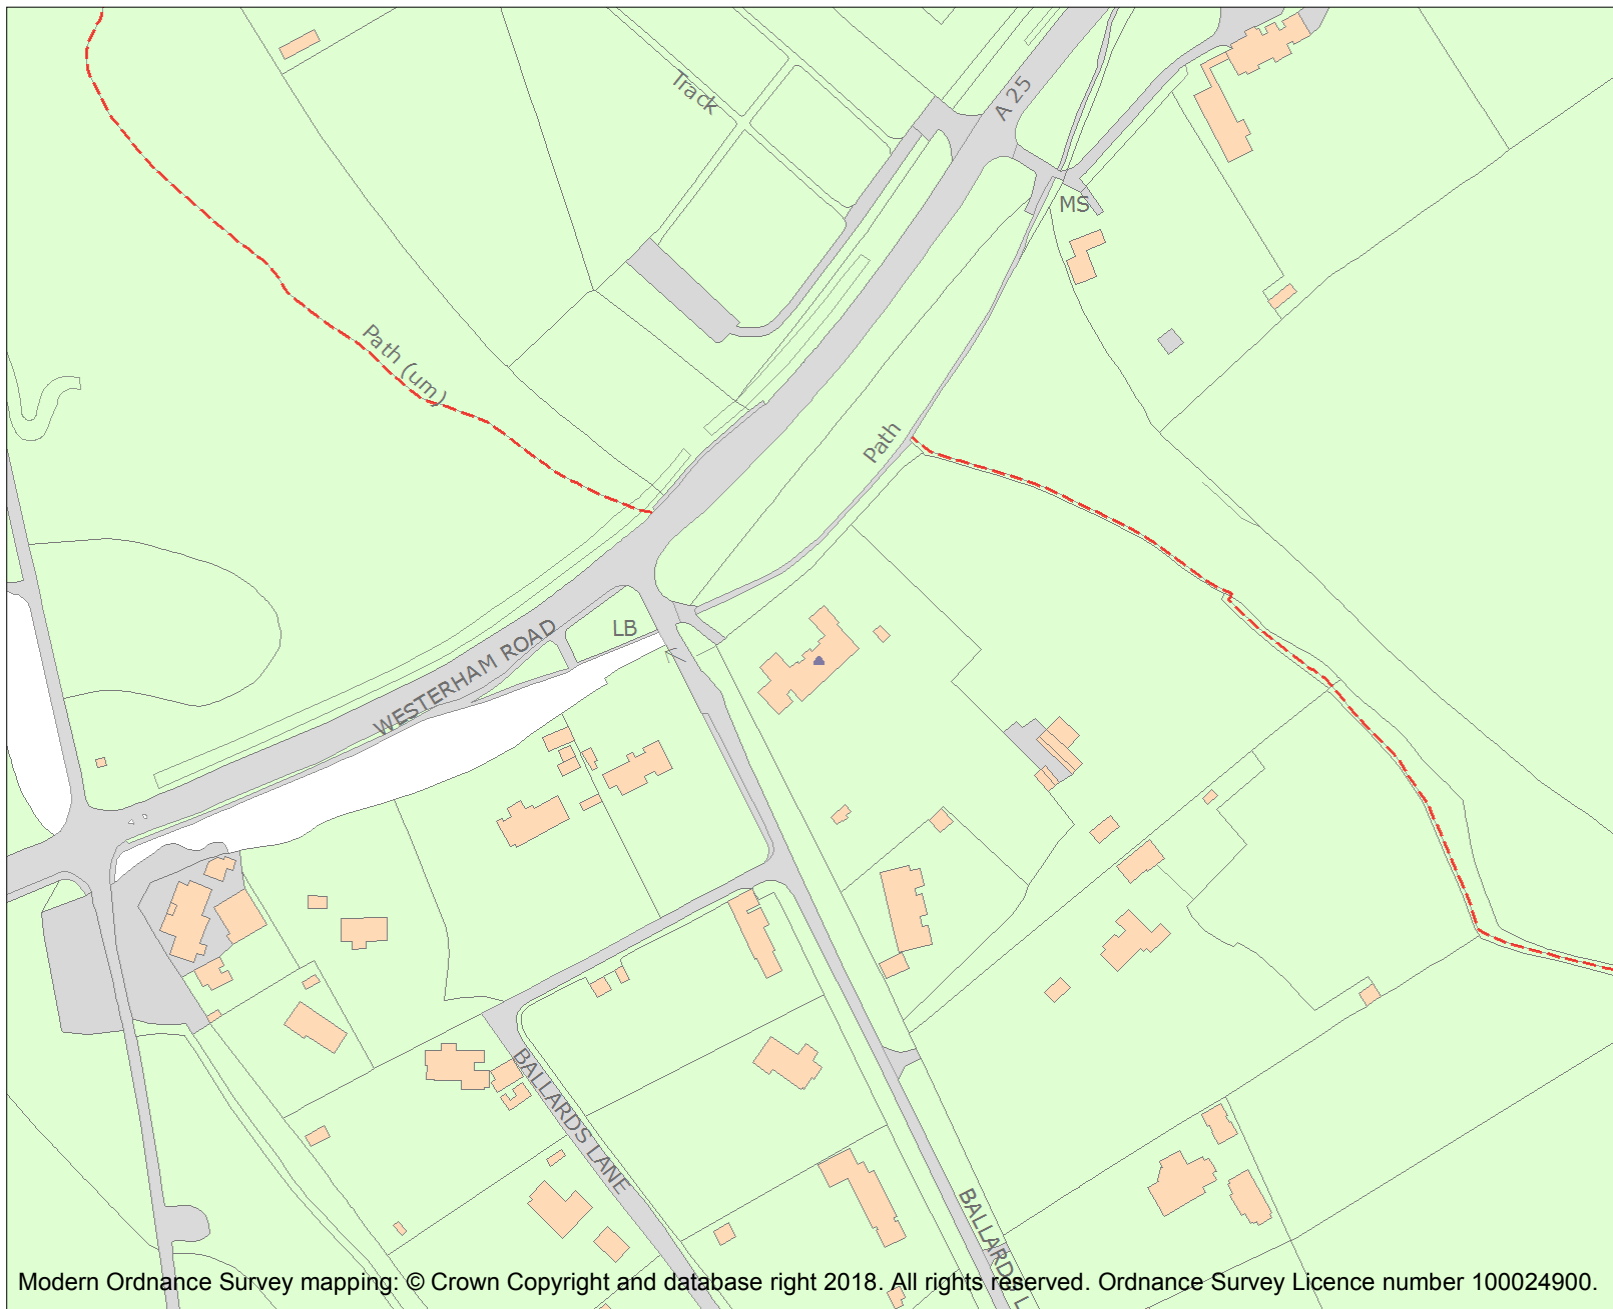 Track
A 25
MS
Path (um)
Path
LB
WESTERHAM ROAD
BALLARDS LANE
BALLARDS L
Modern Ordnance Survey mapping: © Crown Copyright and database right 2018. All rights reserved. Ordnance Survey Licence number 100024900.